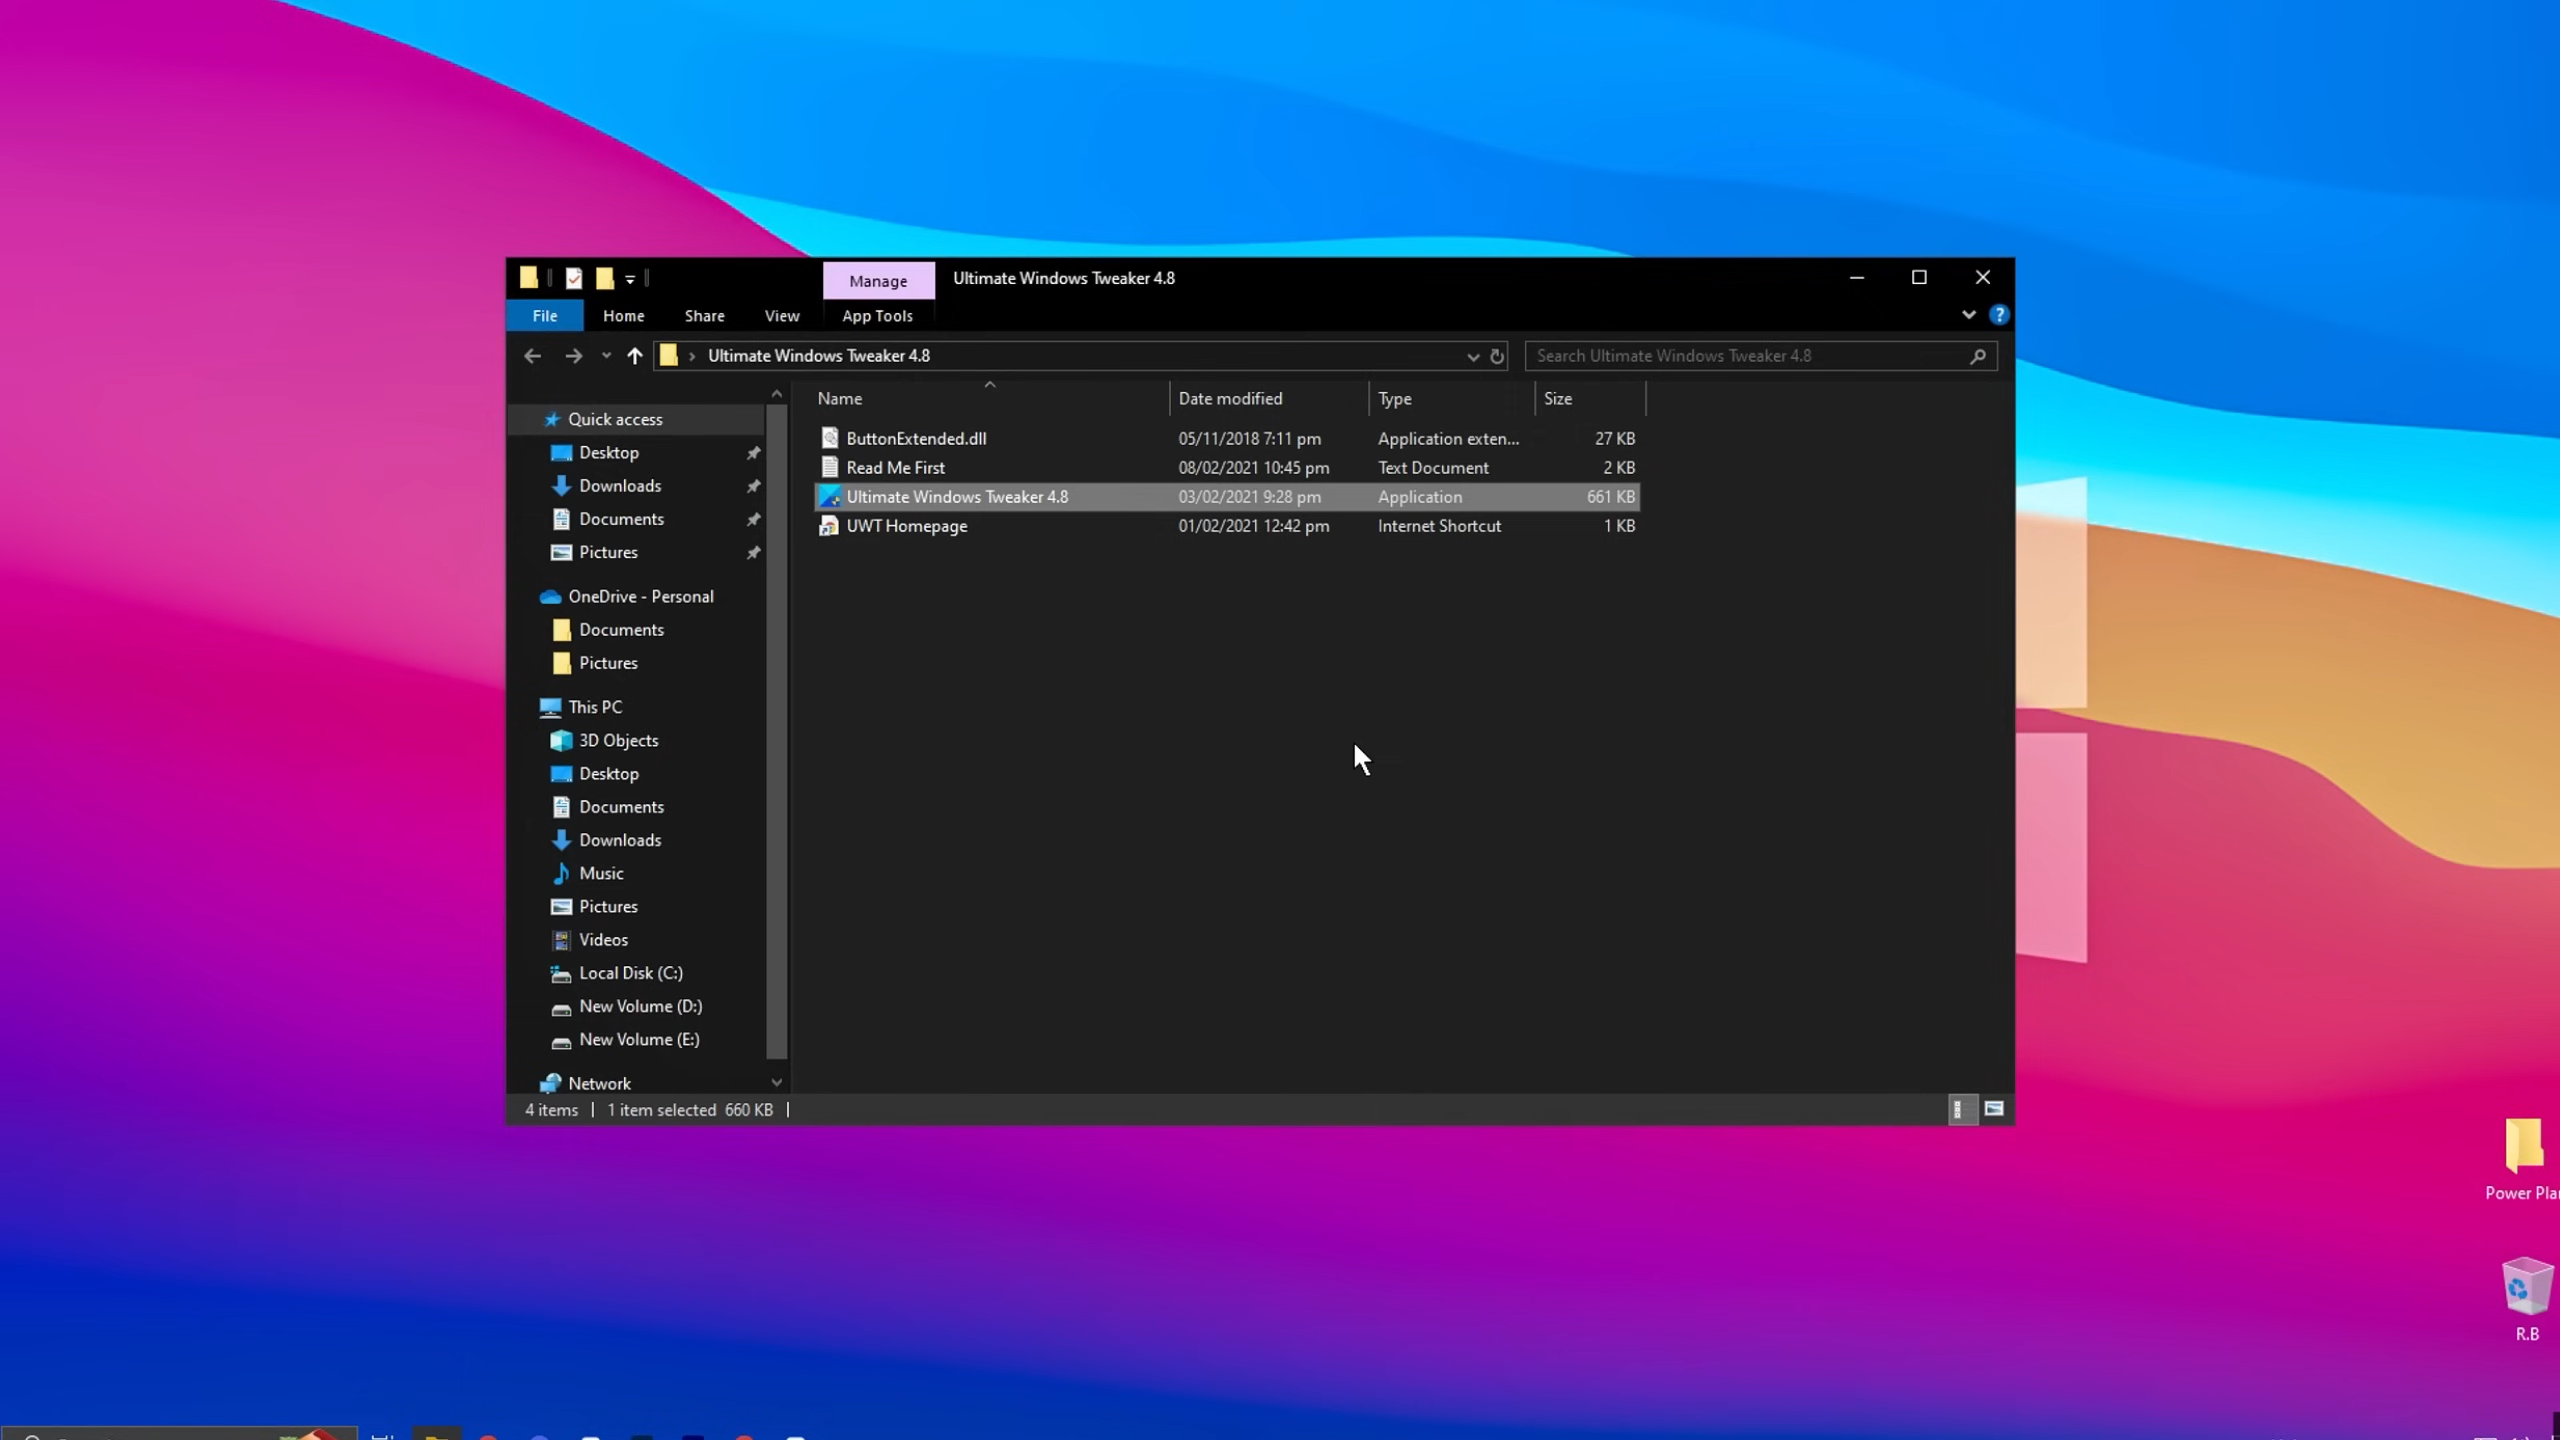 Manage
Ultimate Windows Tweaker 4.8
File
Home
Share
View
App Tools
Ultimate Windows Tweaker 4.8
Search Ultimate Windows Tweaker 4.8
Name
Date modified
Type
Size
ButtonExtended.dll 05/11/2018 7:11 pm Application exten... 27 KB
Read Me First 08/02/2021 10:45 pm Text Document 2 KB
Ultimate Windows Tweaker 4.8 03/02/2021 9:28 pm Application 661 KB
UWT Homepage 01/02/2021 12:42 pm Internet Shortcut 1 KB
Quick access
Desktop
Downloads
Documents
Pictures
OneDrive - Personal
Documents
Pictures
This PC
3D Objects
Desktop
Documents
Downloads
Music
Pictures
Videos
Local Disk (C:)
New Volume (D:)
New Volume (E:)
Network
4 items
1 item selected 660 KB
Power Pla
R.B